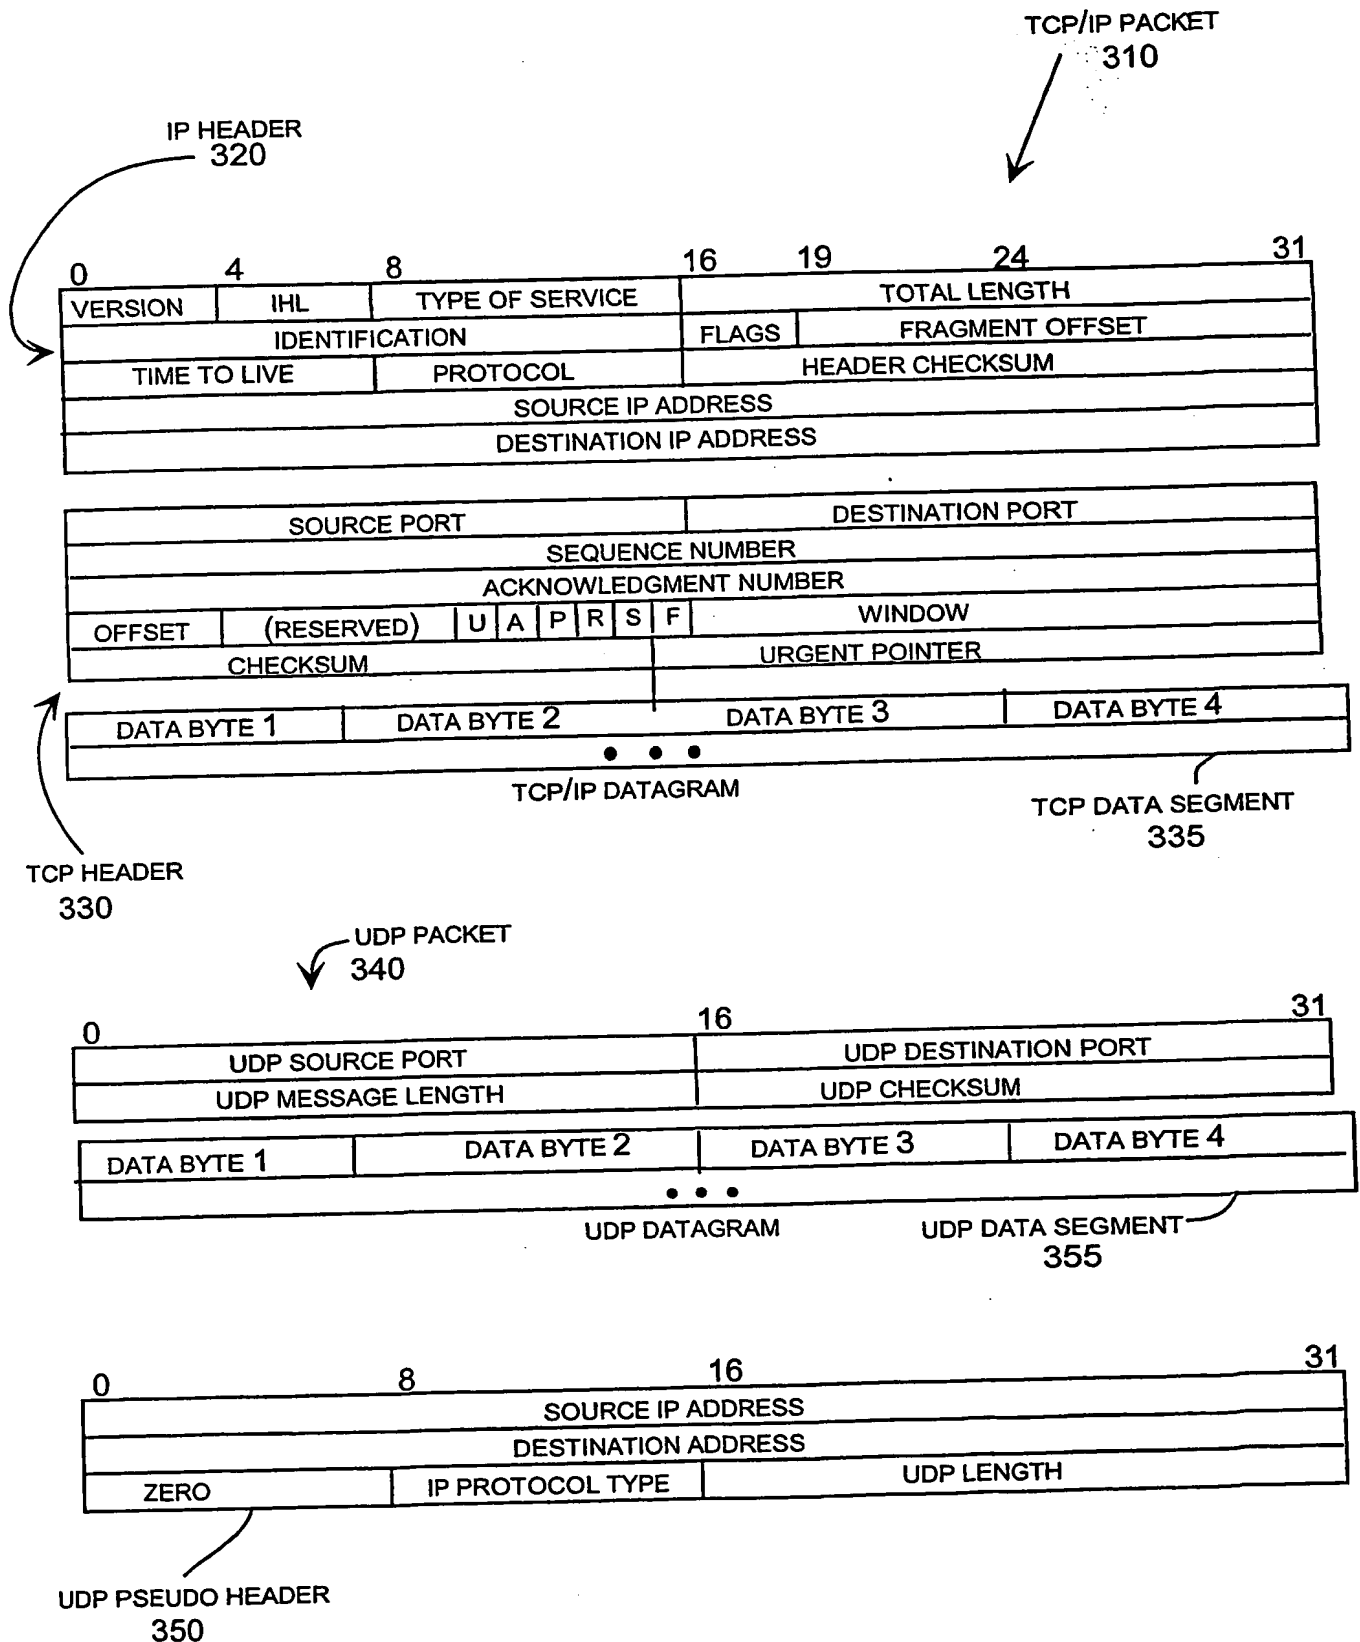 TCP/IP PACKET
310
IP HEADER
320
0 4 8 16 19 24 31
VERSION IHL TYPE OF SERVICE TOTAL LENGTH
IDENTIFICATION FLAGS FRAGMENT OFFSET
TIME TO LIVE PROTOCOL HEADER CHECKSUM
SOURCE IP ADDRESS
DESTINATION IP ADDRESS
SOURCE PORT DESTINATION PORT
SEQUENCE NUMBER
ACKNOWLEDGMENT NUMBER
OFFSET (RESERVED) U A P R S F WINDOW
CHECKSUM URGENT POINTER
DATA BYTE 1 DATA BYTE 2 DATA BYTE 3 DATA BYTE 4
• • •
TCP/IP DATAGRAM
TCP DATA SEGMENT
335
TCP HEADER
330
UDP PACKET
340
0 16 31
UDP SOURCE PORT UDP DESTINATION PORT
UDP MESSAGE LENGTH UDP CHECKSUM
DATA BYTE 1 DATA BYTE 2 DATA BYTE 3 DATA BYTE 4
• • •
UDP DATAGRAM
UDP DATA SEGMENT
355
0 8 16 31
SOURCE IP ADDRESS
DESTINATION ADDRESS
ZERO IP PROTOCOL TYPE UDP LENGTH
UDP PSEUDO HEADER
350